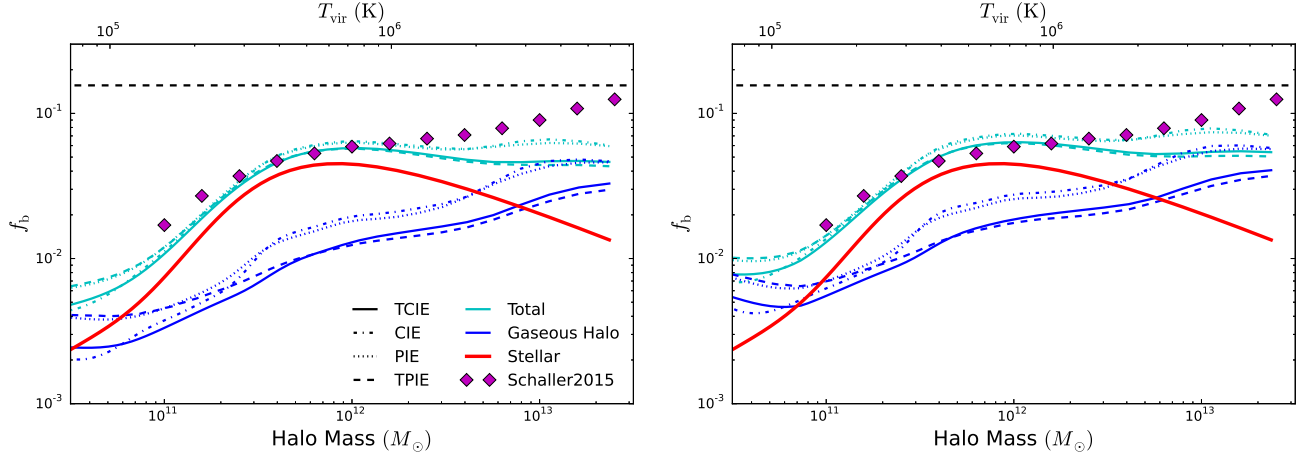 T_vir (K)
10^5 10^6
10^-1
10^-2
10^-3
f_b
TCIE
CIE
PIE
TPIE
Total
Gaseous Halo
Stellar
Schaller2015
10^11 10^12 10^13
Halo Mass (M_⊙)
T_vir (K)
10^5 10^6
10^-1
10^-2
10^-3
f_b
10^11 10^12 10^13
Halo Mass (M_⊙)